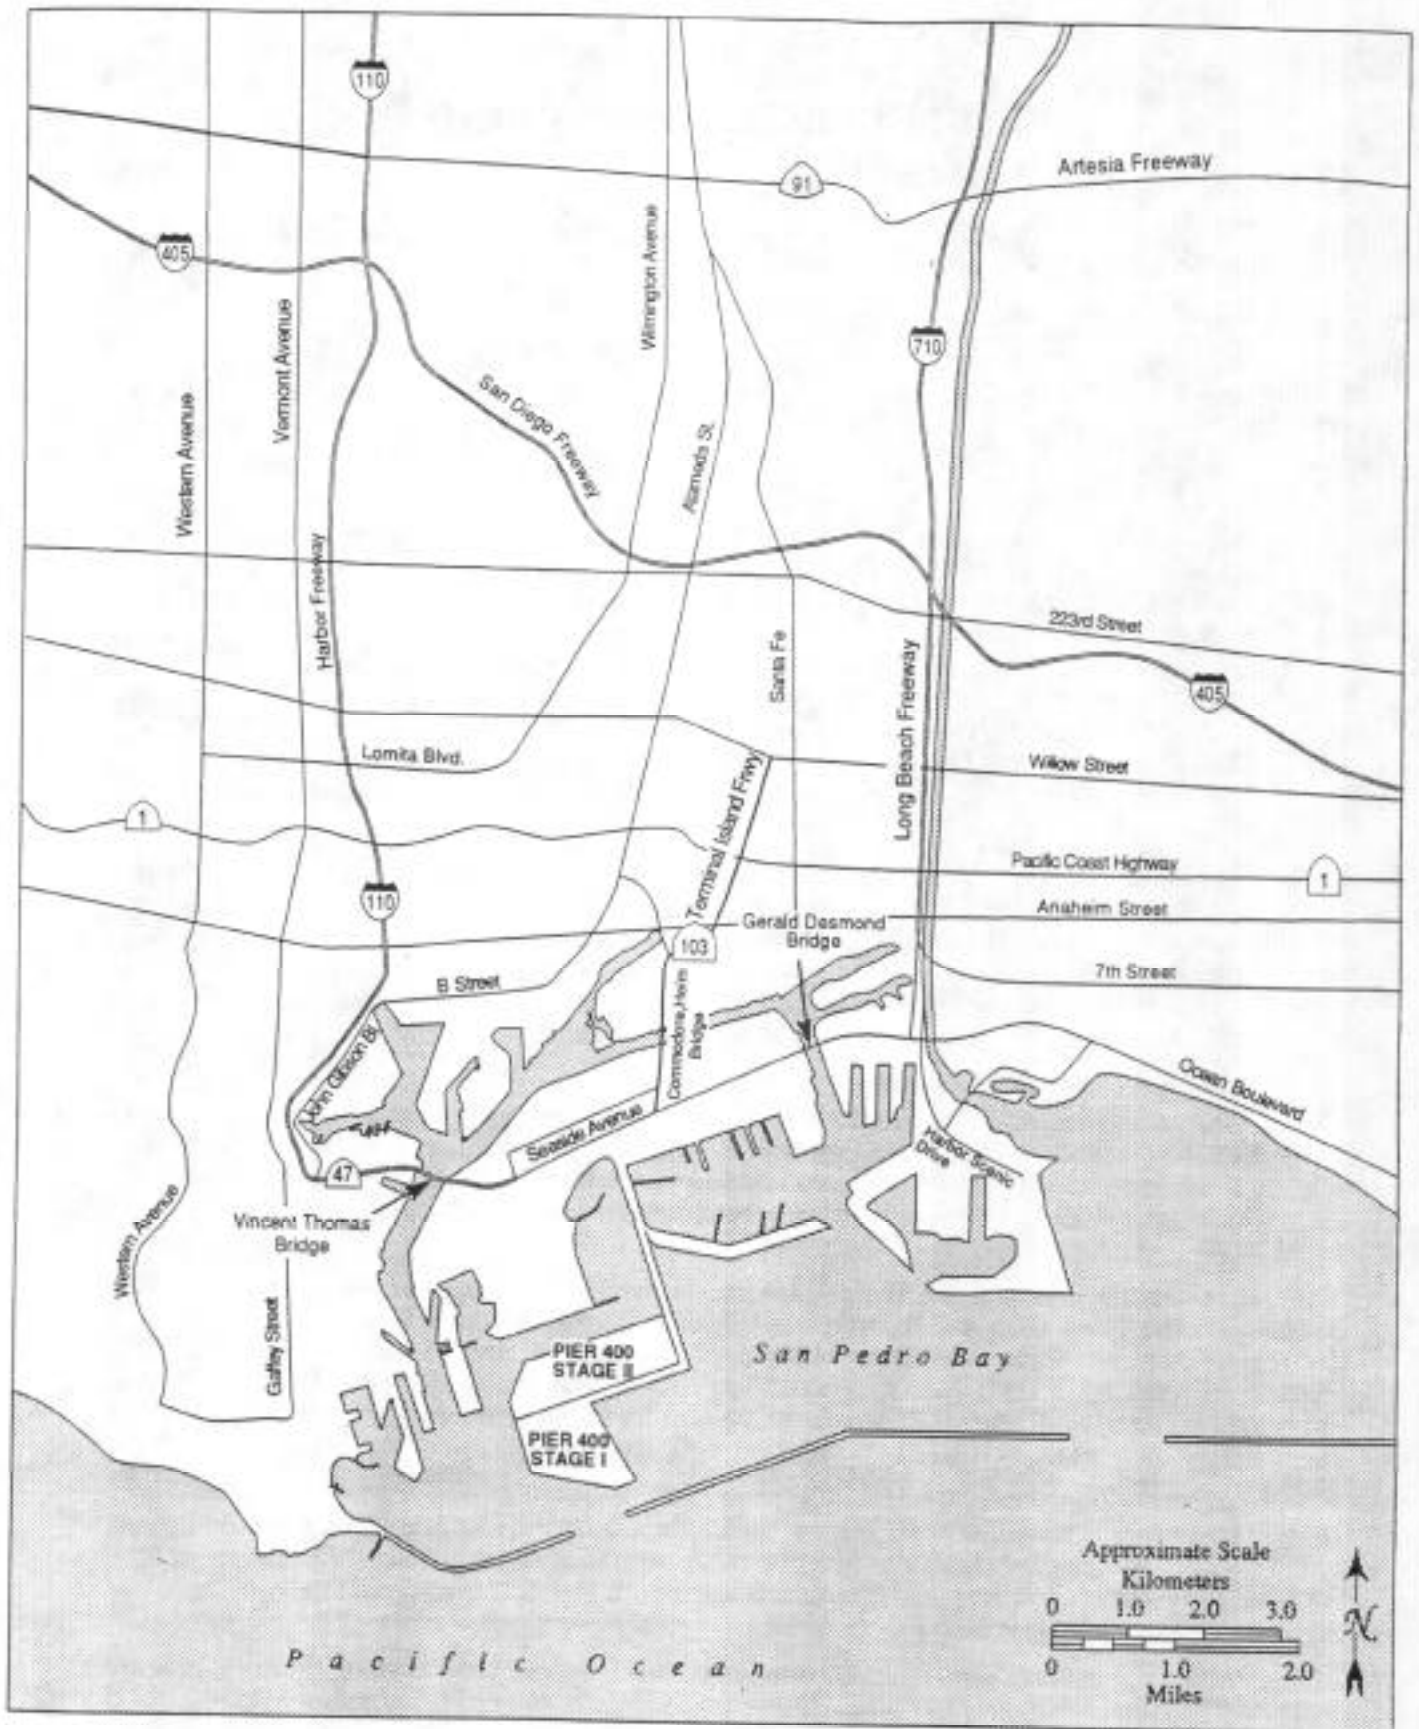 110
Artesia Freeway
91
405
Wilmington Avenue
Vermont Avenue
710
San Diego Freeway
Western Avenue
Alameda St.
Harbor Freeway
223rd Street
Santa Fe
Long Beach Freeway
405
Lomita Blvd.
Willow Street
Terminal Island Frwy
1
Pacific Coast Highway
1
110
Anaheim Street
Gerald Desmond
Bridge
103
7th Street
B Street
Commodore Heim
Bridge
John Gibson Bl.
Ocean Boulevard
Seaside Avenue
Harbor Scenic
Drive
47
Vincent Thomas
Bridge
Western Avenue
Gaffey Street
PIER 400
STAGE II
San Pedro Bay
PIER 400
STAGE I
Approximate Scale
Kilometers
0 1.0 2.0 3.0
N
0 1.0 2.0
Miles
Pacific Ocean